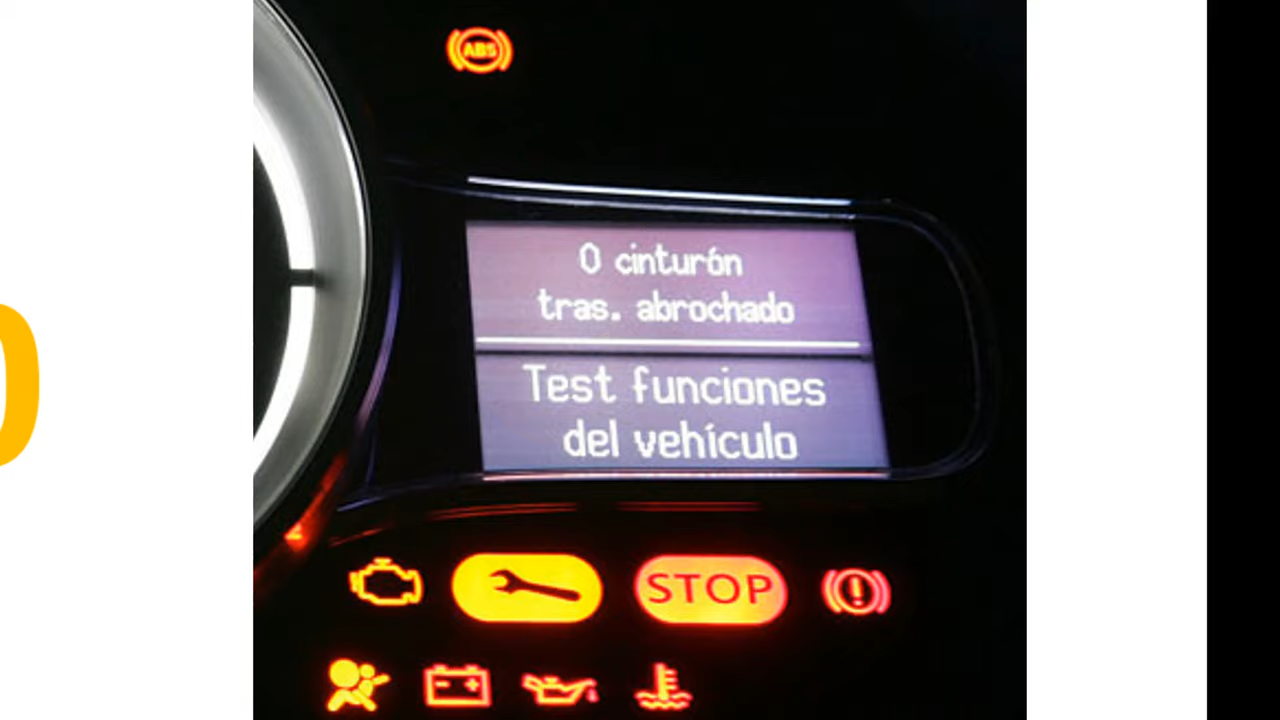 ABS
0 cinturón
tras. abrochado
Test funciones
del vehículo
STOP